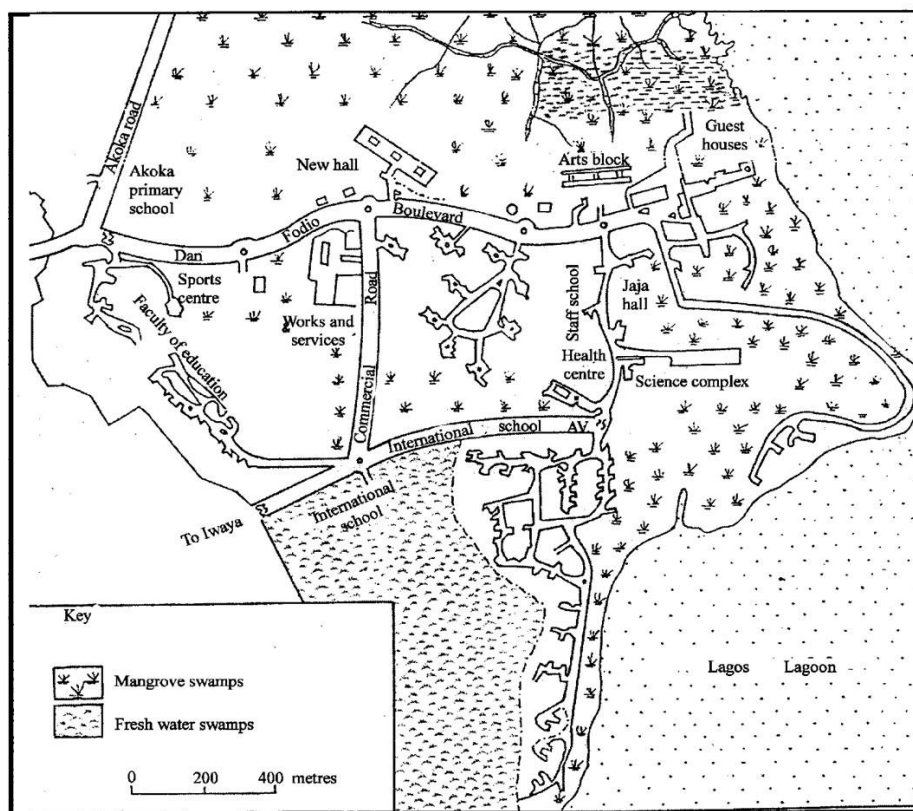 Akoka road
Guest
houses
New hall
Arts block
Akoka
primary
school
Boulevard
Fodio
Dan
Sports
centre
Faculty of education
Works and
services
Commercial Road
Staff school
Jaja
hall
Health
centre
Science complex
International school AV
International
school
To Iwaya
Key
Mangrove swamps
Fresh water swamps
Lagos Lagoon
0 200 400 metres